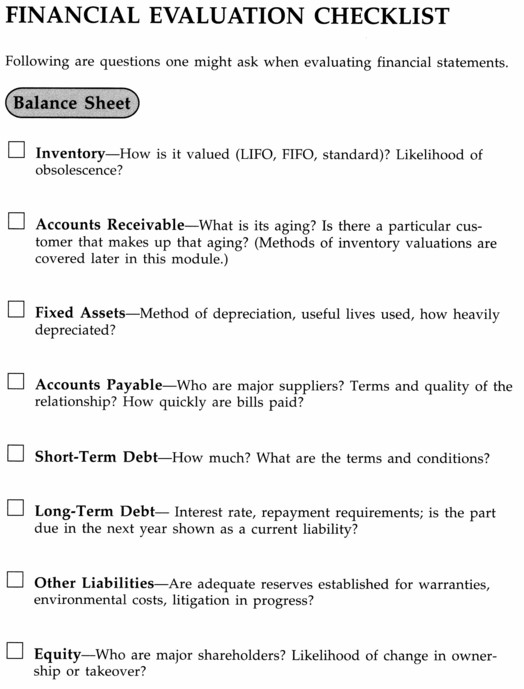 FINANCIAL EVALUATION CHECKLIST
Following are questions one might ask when evaluating financial statements.
Balance Sheet
Inventory—How is it valued (LIFO, FIFO, standard)? Likelihood of
obsolescence?
Accounts Receivable—What is its aging? Is there a particular cus-
tomer that makes up that aging? (Methods of inventory valuations are
covered later in this module.)
Fixed Assets—Method of depreciation, useful lives used, how heavily
depreciated?
Accounts Payable—Who are major suppliers? Terms and quality of the
relationship? How quickly are bills paid?
Short-Term Debt—How much? What are the terms and conditions?
Long-Term Debt— Interest rate, repayment requirements; is the part
due in the next year shown as a current liability?
Other Liabilities—Are adequate reserves established for warranties,
environmental costs, litigation in progress?
Equity—Who are major shareholders? Likelihood of change in owner-
ship or takeover?